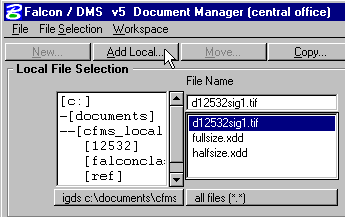 Falcon / DMS v5 Document Manager (central office)
File File Selection Workspace
New... Add Local... Move... Copy...
Local File Selection
File Name
[c:]
-[documents]
--[cfms_local
[12532]
[falconcla
[ref]
d12532sig1.tif
d12532sig1.tif
fullsize.xdd
halfsize.xdd
igds c:\documents\cfms
all files (*.*)